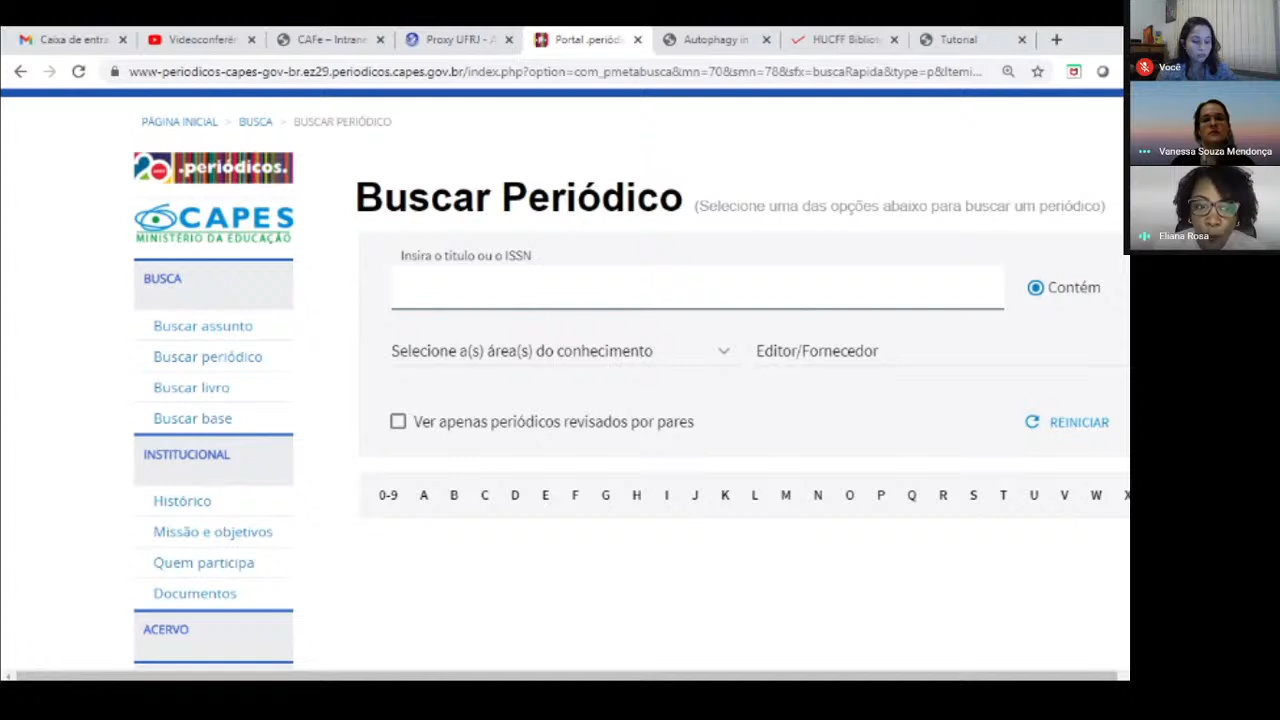 Caixa de entra
Videoconferên
CAFe – Intrane
Proxy UFRJ - A
Portal .periódi
Autophagy in
HUCFF Bibliot
Tutorial
www-periodicos-capes-gov-br.ez29.periodicos.capes.gov.br/index.php?option=com_pmetabusca&mn=70&smn=78&sfx=buscaRapida&type=p&Itemi...
PÁGINA INICIAL > BUSCA > BUSCAR PERIÓDICO
20 anos .periódicos.
CAPES
MINISTÉRIO DA EDUCAÇÃO
BUSCA
Buscar assunto
Buscar periódico
Buscar livro
Buscar base
INSTITUCIONAL
Histórico
Missão e objetivos
Quem participa
Documentos
ACERVO
Buscar Periódico (Selecione uma das opções abaixo para buscar um periódico)
Insira o título ou o ISSN
Contém
Selecione a(s) área(s) do conhecimento
Editor/Fornecedor
Ver apenas periódicos revisados por pares
REINICIAR
0-9 A B C D E F G H I J K L M N O P Q R S T U V W X
Você
Vanessa Souza Mendonça
Eliana Rosa